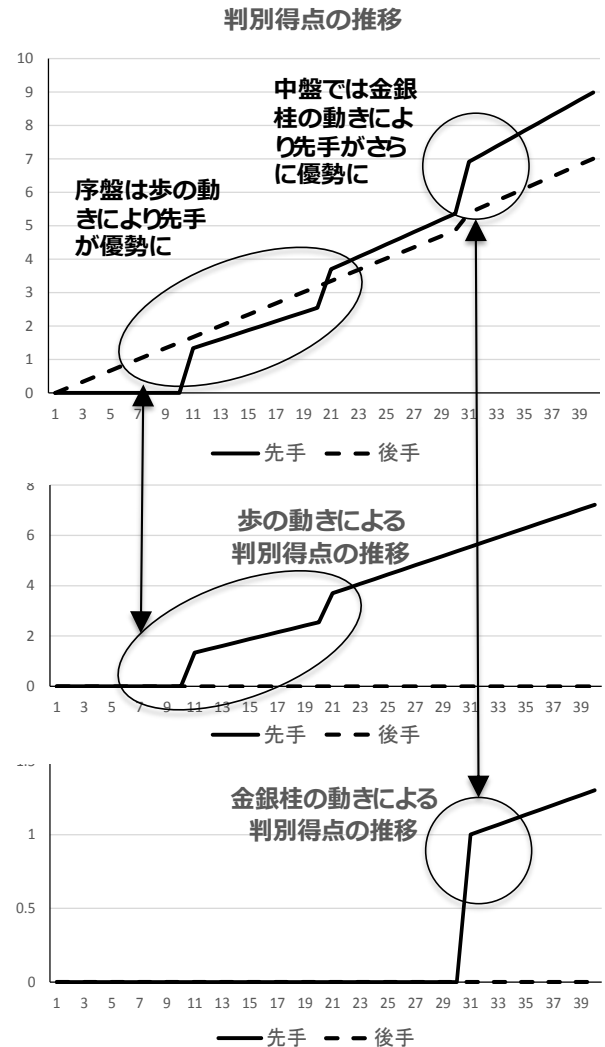 判別得点の推移
10
9
8
7
6
5
4
3
2
1
0
中盤では金銀
桂の動きによ
り先手がさら
に優勢に
序盤は歩の動
きにより先手
が優勢に
1 3 5 7 9 11 13 15 17 19 21 23 25 27 29 31 33 35 37 39
先手 後手
8
6
4
2
0
歩の動きによる
判別得点の推移
1 3 5 7 9 11 13 15 17 19 21 23 25 27 29 31 33 35 37 39
先手 後手
1.5
1
0.5
0
金銀桂の動きによる
判別得点の推移
1 3 5 7 9 11 13 15 17 19 21 23 25 27 29 31 33 35 37 39
先手 後手